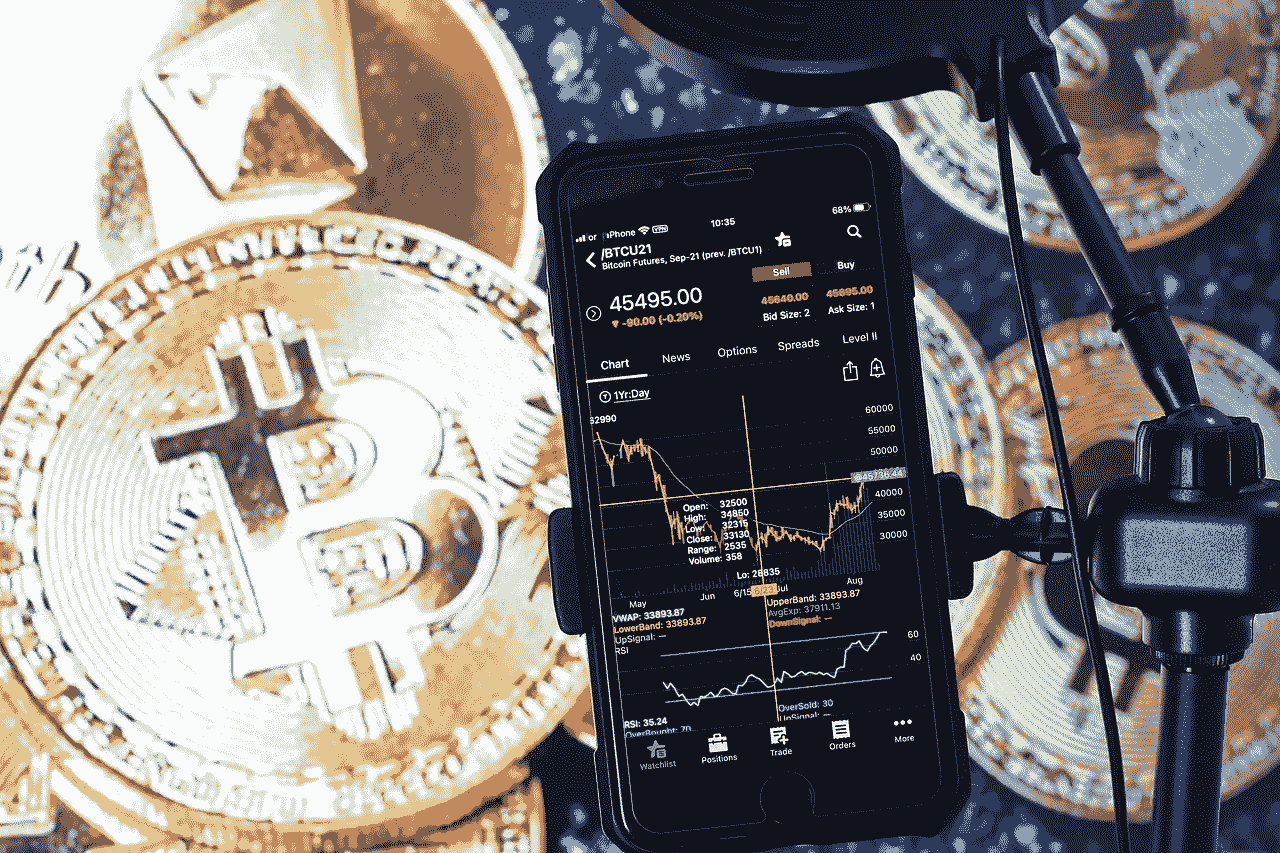 or iPhone VPN 10:35 68%
/BTCU21
Bitcoin Futures, Sep-21 (prev. /BTCU1)
Sell Buy
45495.00
45640.00 45695.00
-90.00 (-0.20%)
Bid Size: 2 Ask Size: 1
Chart News Options Spreads Level II
1Yr:Day
60000
55000
50000
45736.44
40000
35000
30000
Open: 32500
High: 34850
Low: 32315
Close: 33130
Range: 2535
Volume: 358
Lo: 28835
May Jun 6/15 Jul Aug
VWAP: 33893.87 UpperBand: 33893.87
LowerBand: 33893.87 AvgExp: 37911.13
UpSignal: -- DownSignal: --
RSI
60
40
RSI: 35.24 OverSold: 30
OverBought: 70 UpSignal: --
Watchlist Positions Trade Orders More